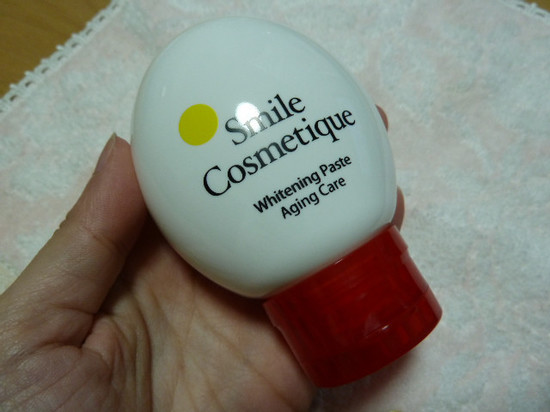 Smile
Cosmetique
Whitening Paste
Aging Care